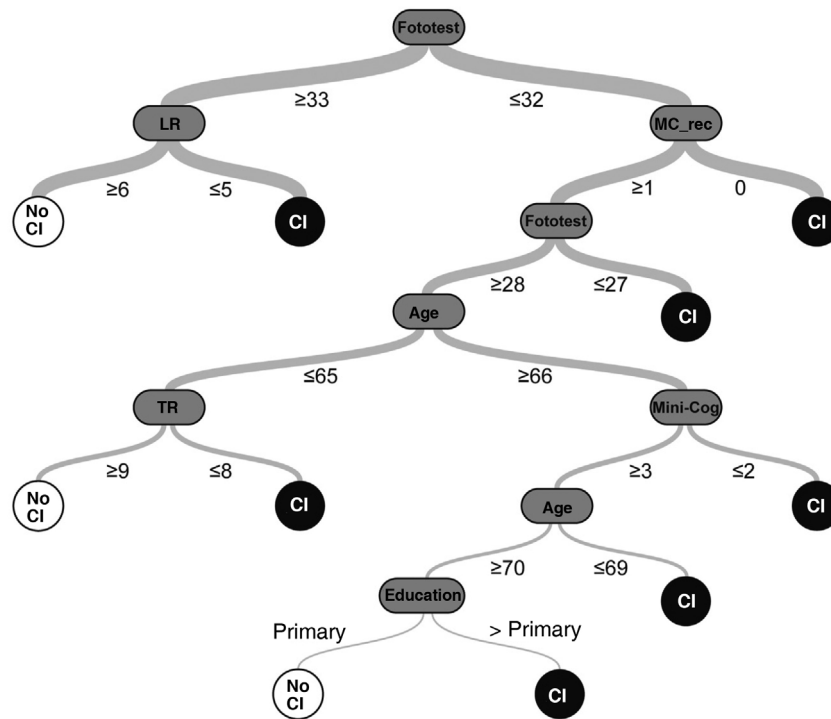 Fototest
≥33
≤32
LR
MC_rec
≥6
≤5
≥1
0
No
CI
CI
Fototest
CI
≥28
≤27
Age
CI
≤65
≥66
TR
Mini-Cog
≥9
≤8
≥3
≤2
No
CI
CI
Age
CI
≥70
≤69
Education
CI
Primary
> Primary
No
CI
CI